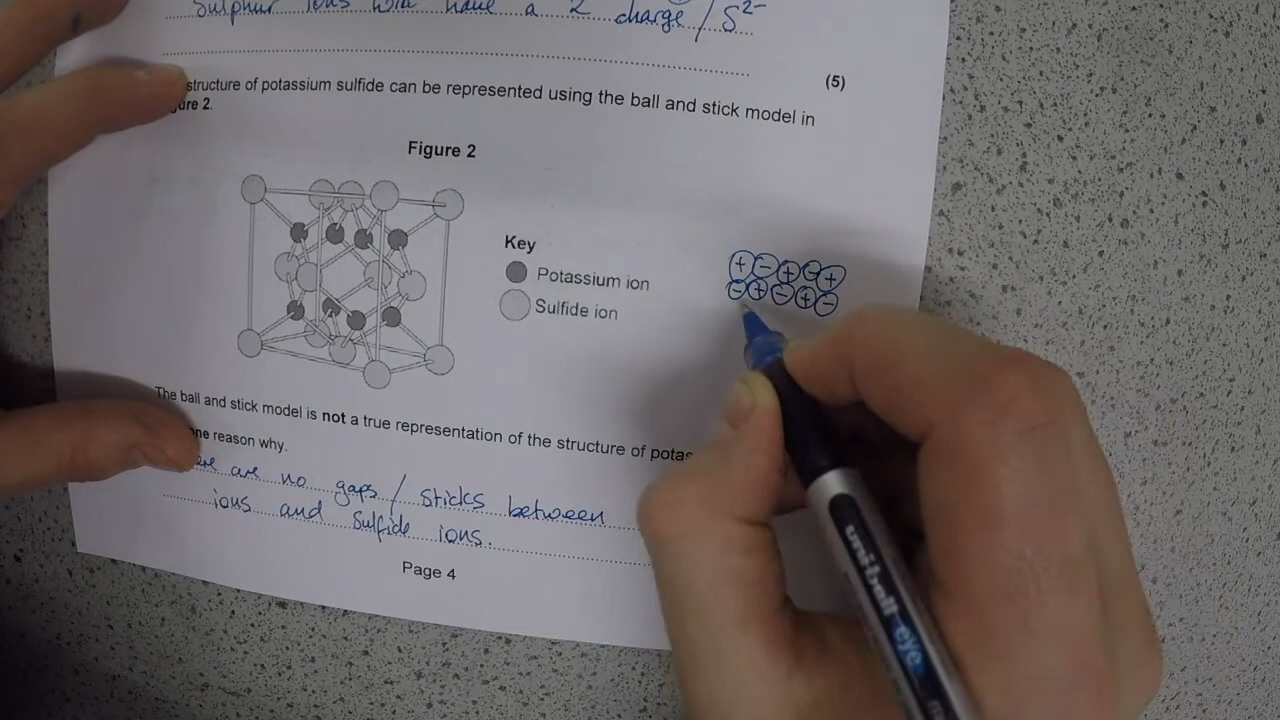 Sulphur ions will have a 2 charge / S²⁻
(5)
structure of potassium sulfide can be represented using the ball and stick model in
gure 2.
Figure 2
Key
Potassium ion
Sulfide ion
+ - + - +
- + - + -
The ball and stick model is not a true representation of the structure of potas
ne reason why.
ere are no gaps / sticks between
ions and Sulfide ions.
Page 4
uni-ball eye